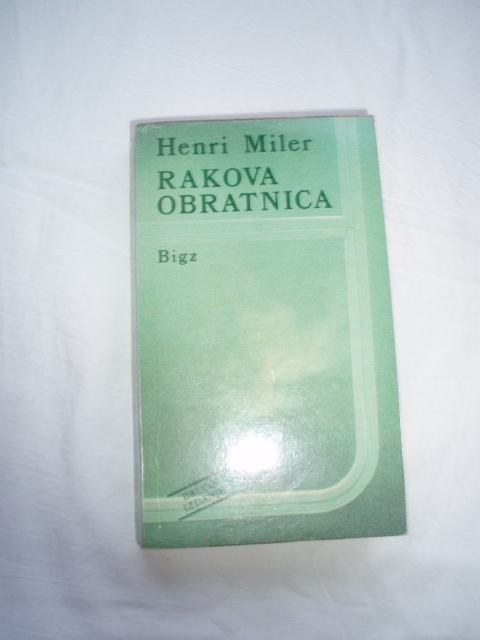 Henri Miler
RAKOVA
OBRATNICA
Bigz
DRUGO
IZDANJE